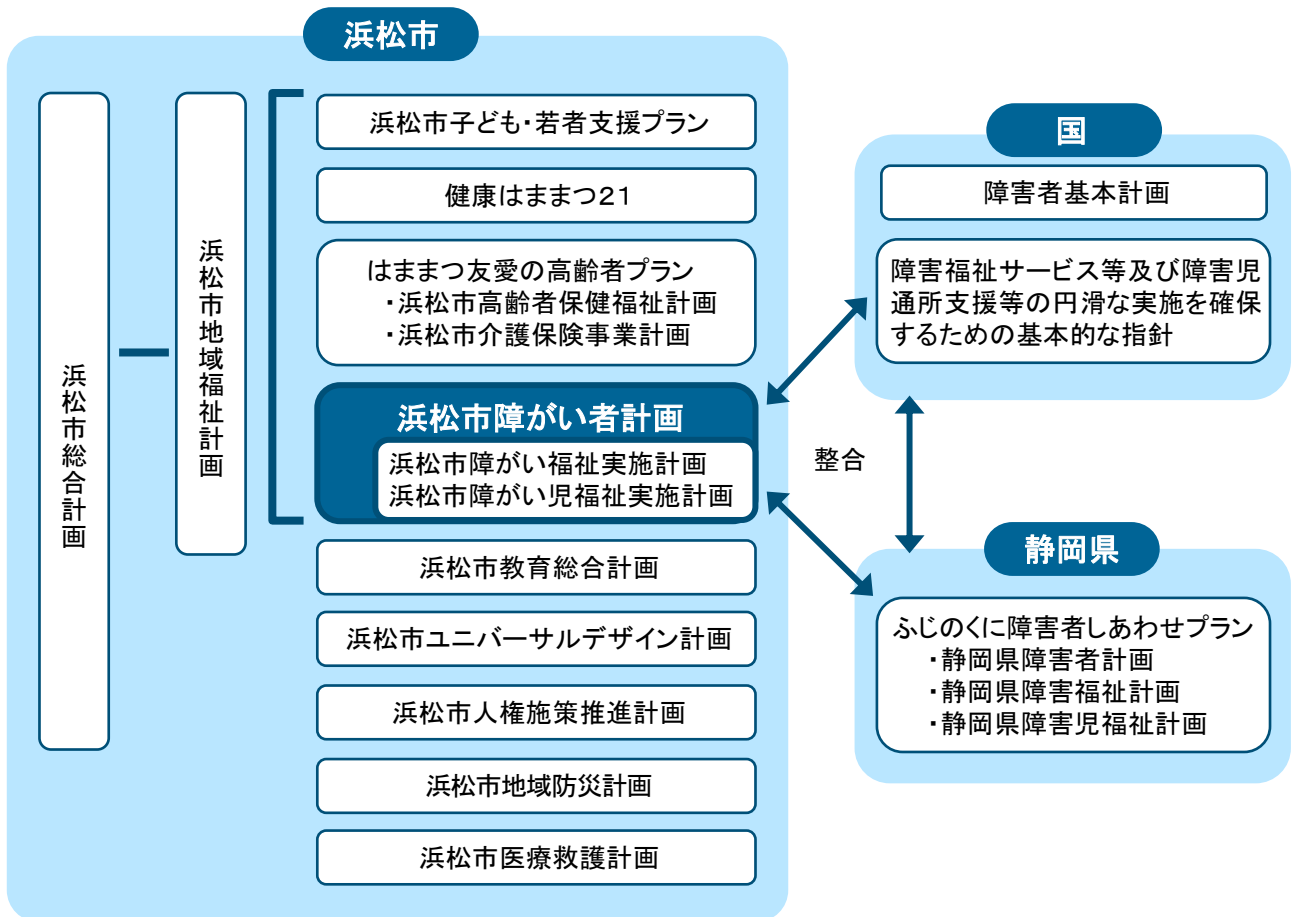 浜松市
浜松市総合計画
浜松市地域福祉計画
浜松市子ども・若者支援プラン
健康はままつ２１
はままつ友愛の高齢者プラン
・浜松市高齢者保健福祉計画
・浜松市介護保険事業計画
浜松市障がい者計画
浜松市障がい福祉実施計画
浜松市障がい児福祉実施計画
浜松市教育総合計画
浜松市ユニバーサルデザイン計画
浜松市人権施策推進計画
浜松市地域防災計画
浜松市医療救護計画
国
障害者基本計画
障害福祉サービス等及び障害児
通所支援等の円滑な実施を確保
するための基本的な指針
整合
静岡県
ふじのくに障害者しあわせプラン
・静岡県障害者計画
・静岡県障害福祉計画
・静岡県障害児福祉計画